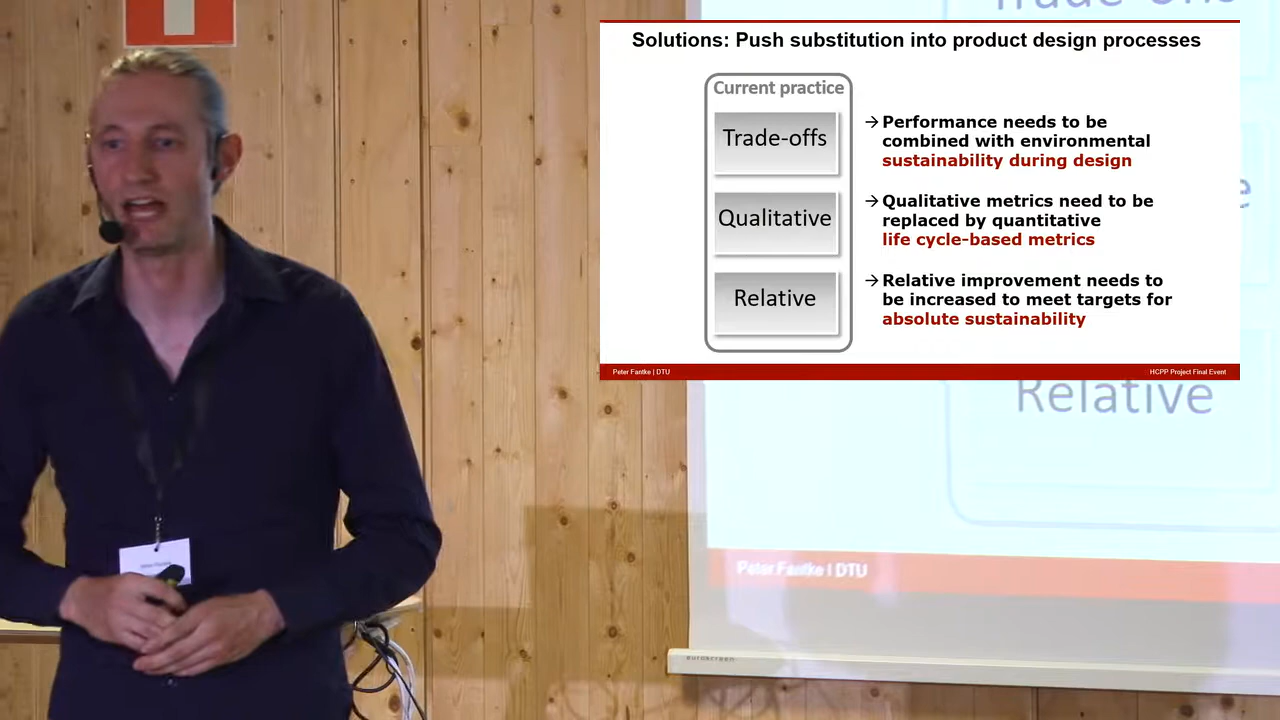 Solutions: Push substitution into product design processes
Current practice
Trade-offs
→ Performance needs to be
combined with environmental
sustainability during design
Qualitative
→ Qualitative metrics need to be
replaced by quantitative
life cycle-based metrics
Relative
→ Relative improvement needs to
be increased to meet targets for
absolute sustainability
Peter Fantke | DTU
HCPP Project Final Event
Trade-offs
Relative
Peter Fantke | DTU
euroscreen